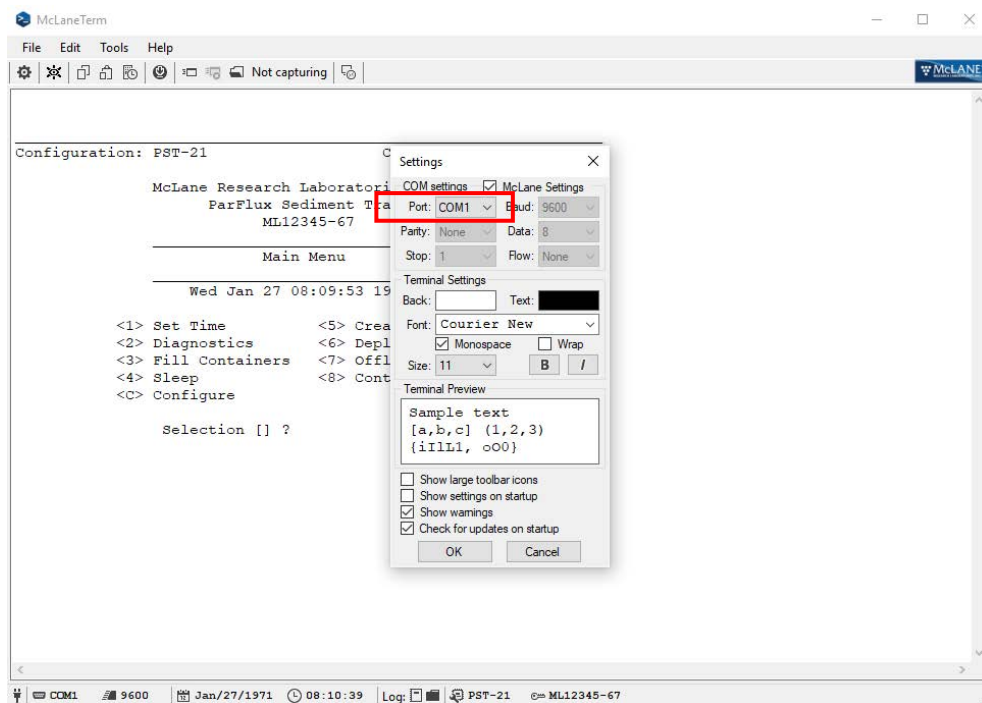 McLaneTerm
File Edit Tools Help
Not capturing
McLANE
Configuration: PST-21
McLane Research Laboratori
ParFlux Sediment Tra
ML12345-67
Main Menu
Wed Jan 27 08:09:53 19
<1> Set Time <5> Crea
<2> Diagnostics <6> Depl
<3> Fill Containers <7> Offl
<4> Sleep <8> Cont
<C> Configure
Selection [] ?
Settings
COM settings McLane Settings
Port: COM1 Baud: 9600
Parity: None Data: 8
Stop: 1 Flow: None
Terminal Settings
Back: Text:
Font: Courier New
Monospace Wrap
Size: 11 B I
Terminal Preview
Sample text
[a,b,c] (1,2,3)
{iIlL1, oO0}
Show large toolbar icons
Show settings on startup
Show warnings
Check for updates on startup
OK Cancel
COM1 9600 Jan/27/1971 08:10:39 Log: PST-21 ML12345-67